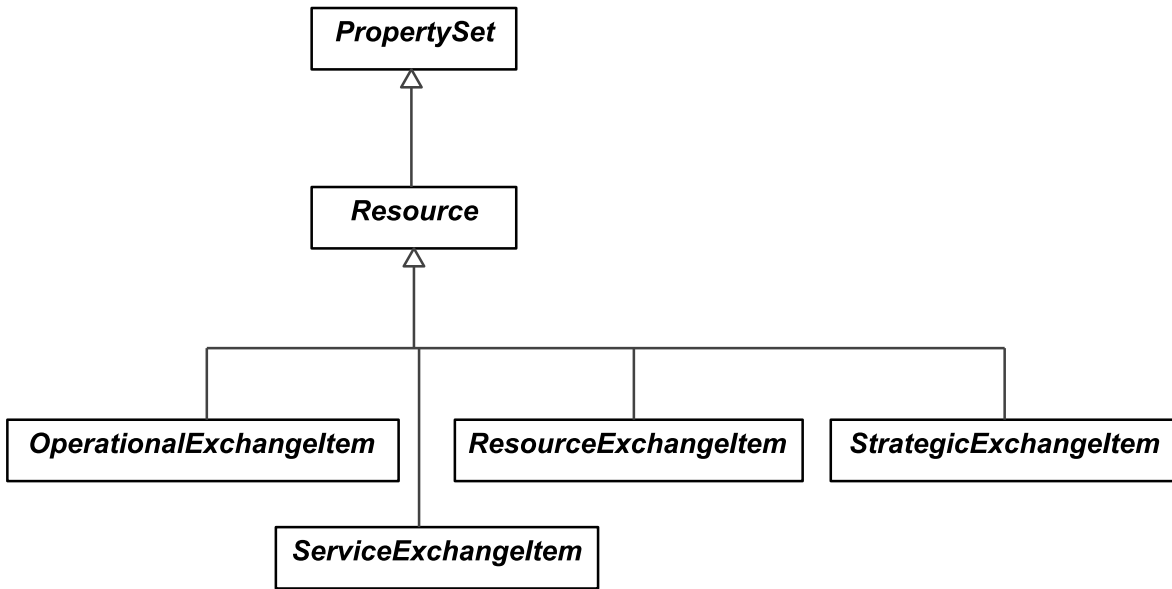 PropertySet
Resource
OperationalExchangeItem
ResourceExchangeItem
StrategicExchangeItem
ServiceExchangeItem